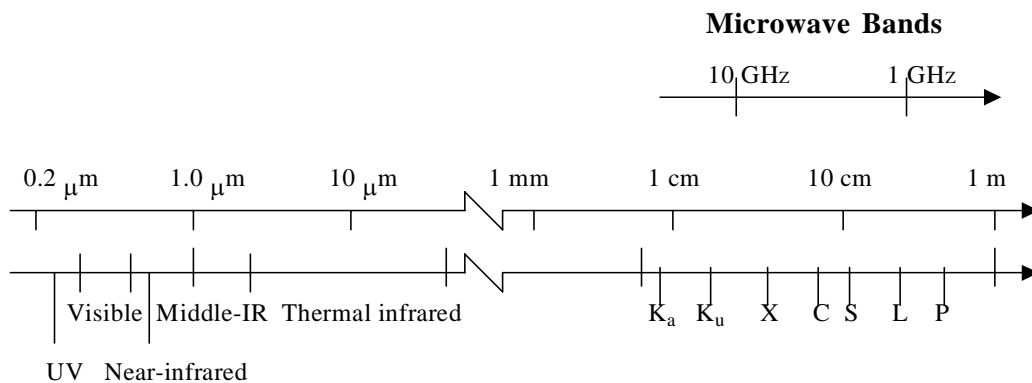 Microwave Bands
10 GHz 1 GHz
0.2 μm 1.0 μm 10 μm 1 mm 1 cm 10 cm 1 m
Visible Middle-IR Thermal infrared Ka Ku X C S L P
UV Near-infrared